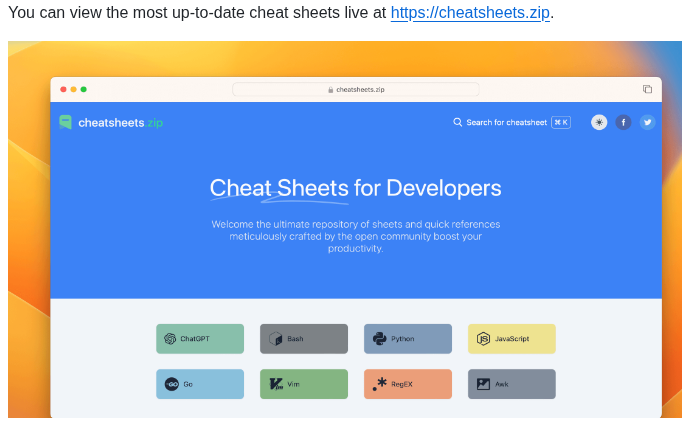 You can view the most up-to-date cheat sheets live at https://cheatsheets.zip.
cheatsheets.zip
cheatsheets.zip
Search for cheatsheet ⌘ K
Cheat Sheets for Developers
Welcome the ultimate repository of sheets and quick references
meticulously crafted by the open community boost your
productivity.
ChatGPT Bash Python JavaScript
Go Vim RegEX Awk